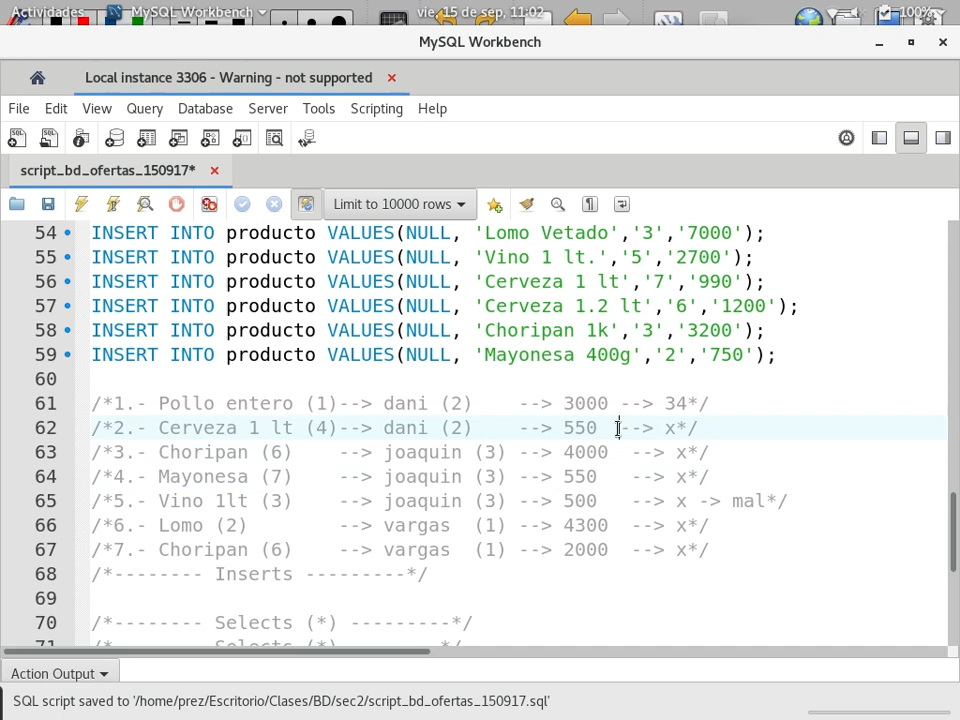 Actividades MySQL Workbench vie, 15 de sep, 11:02 100%
MySQL Workbench
Local instance 3306 - Warning - not supported
File Edit View Query Database Server Tools Scripting Help
script_bd_ofertas_150917*
Limit to 10000 rows
54 INSERT INTO producto VALUES(NULL, 'Lomo Vetado','3','7000');
55 INSERT INTO producto VALUES(NULL, 'Vino 1 lt.','5','2700');
56 INSERT INTO producto VALUES(NULL, 'Cerveza 1 lt','7','990');
57 INSERT INTO producto VALUES(NULL, 'Cerveza 1.2 lt','6','1200');
58 INSERT INTO producto VALUES(NULL, 'Choripan 1k','3','3200');
59 INSERT INTO producto VALUES(NULL, 'Mayonesa 400g','2','750');
60
61 /*1.- Pollo entero (1)--> dani (2)    --> 3000 --> 34*/
62 /*2.- Cerveza 1 lt (4)--> dani (2)    --> 550  --> x*/
63 /*3.- Choripan (6)    --> joaquin (3) --> 4000  --> x*/
64 /*4.- Mayonesa (7)    --> joaquin (3) --> 550   --> x*/
65 /*5.- Vino 1lt (3)    --> joaquin (3) --> 500   --> x -> mal*/
66 /*6.- Lomo (2)        --> vargas  (1) --> 4300  --> x*/
67 /*7.- Choripan (6)    --> vargas  (1) --> 2000  --> x*/
68 /*-------- Inserts ---------*/
69
70 /*-------- Selects (*) ---------*/
71 /*-------- Selects (*) ---------*/
Action Output
SQL script saved to '/home/prez/Escritorio/Clases/BD/sec2/script_bd_ofertas_150917.sql'